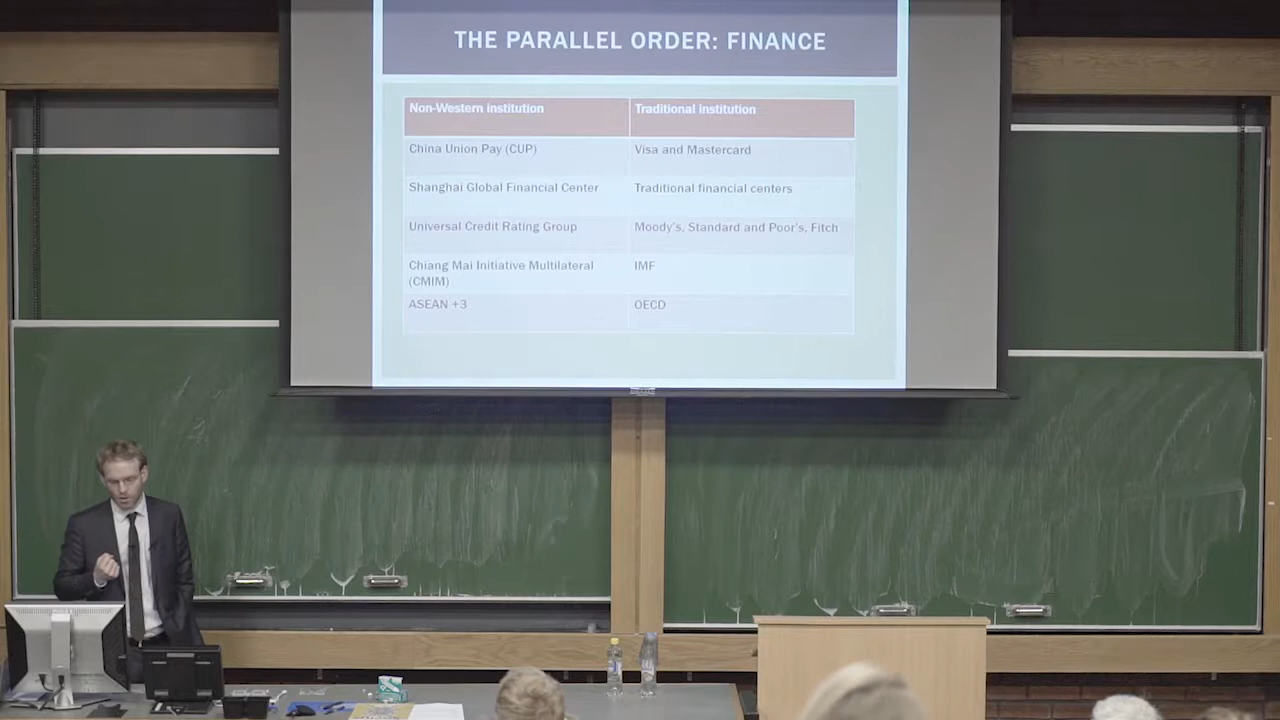 THE PARALLEL ORDER: FINANCE
Non-Western institution Traditional institution
China Union Pay (CUP) Visa and Mastercard
Shanghai Global Financial Center Traditional financial centers
Universal Credit Rating Group Moody's, Standard and Poor's, Fitch
Chiang Mai Initiative Multilateral IMF
(CMIM)
ASEAN +3 OECD